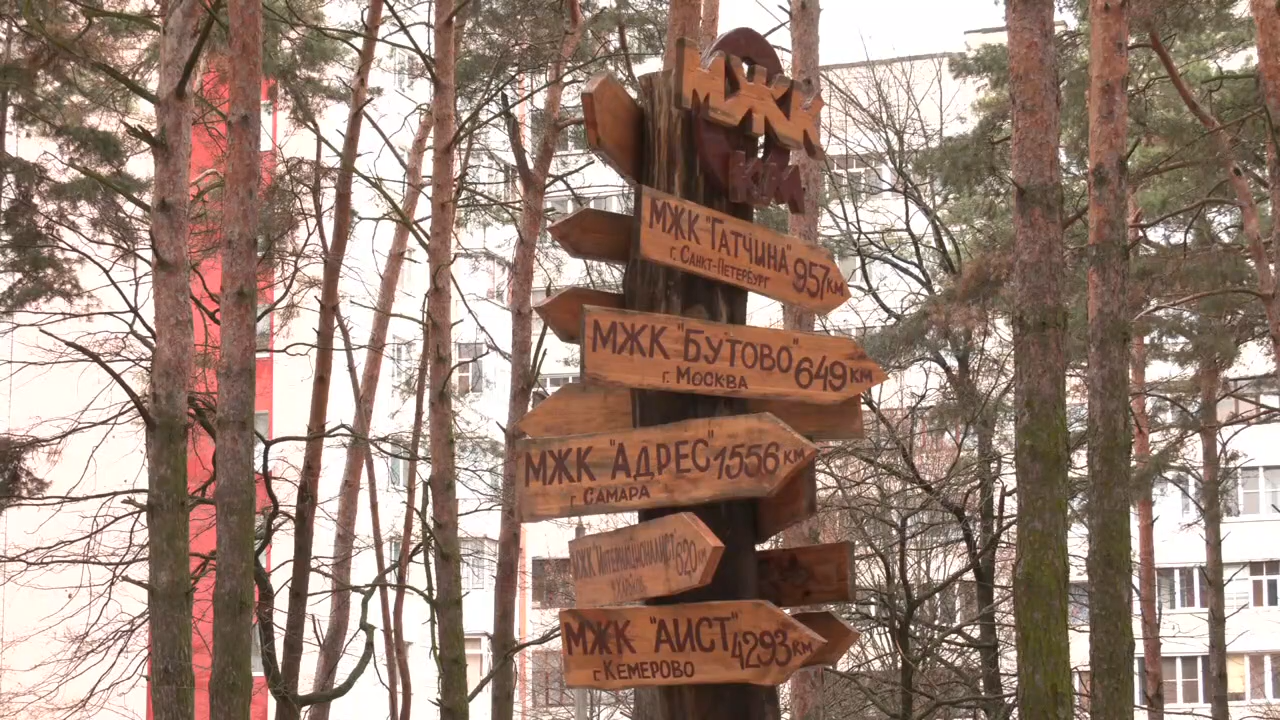 МЖК
КМ
МЖК "ГАТЧИНА"
г. САНКТ-ПЕТЕРБУРГ 957 КМ
МЖК "БУТОВО"
г. МОСКВА 649 КМ
МЖК "АДРЕС" 1556 КМ
г. САМАРА
МЖК "ИНТЕРНАЦИОНАЛИСТ" 620
г. ХАРЬКОВ
МЖК "АИСТ" 4293 КМ
г. КЕМЕРОВО